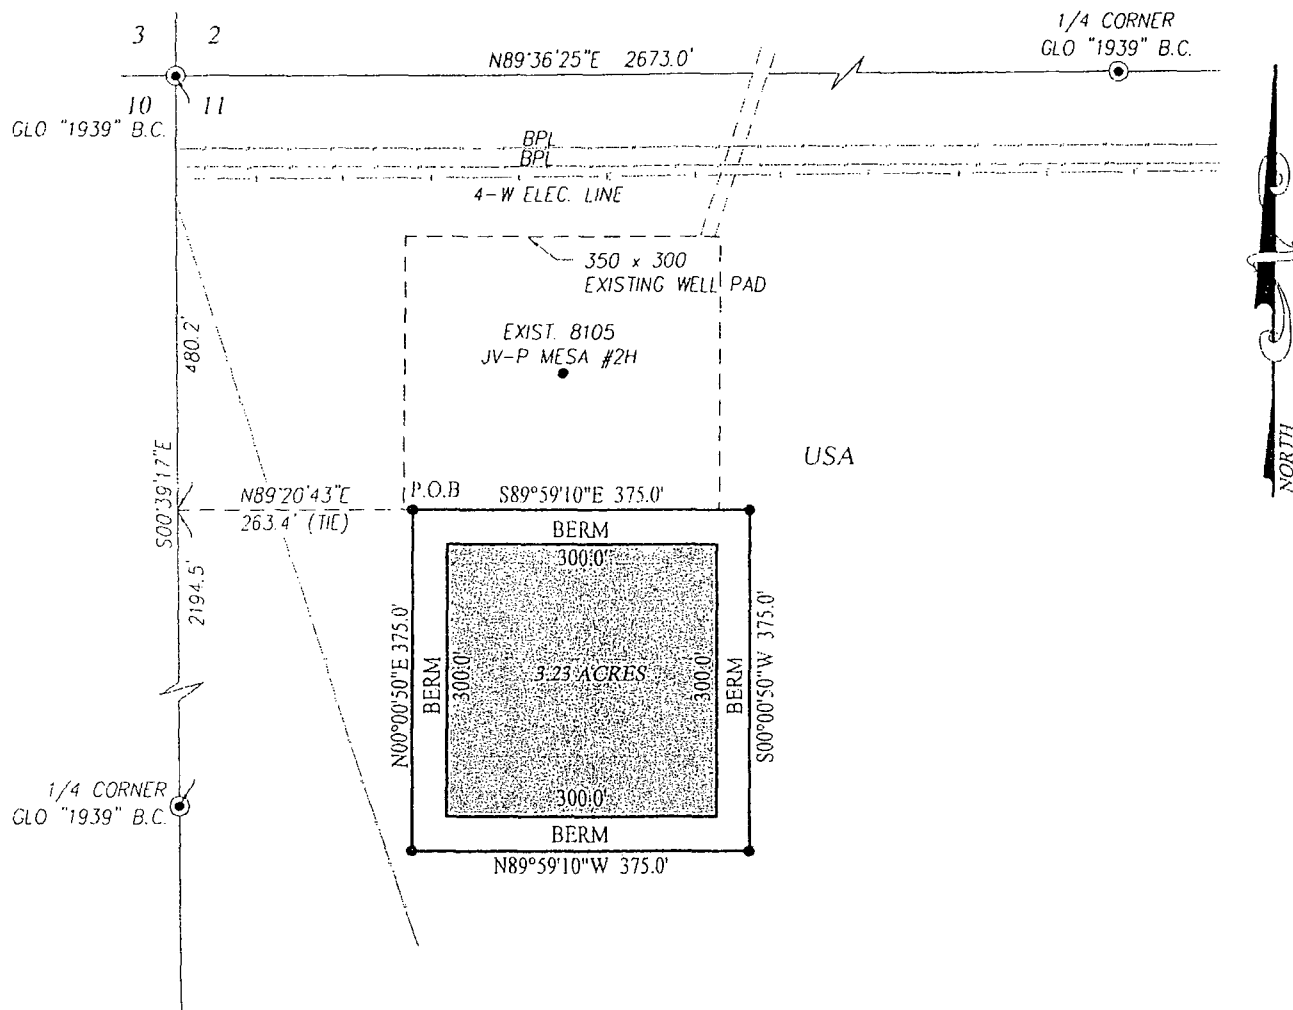 3 2
1/4 CORNER
GLO "1939" B.C.
N89°36'25"E 2673.0'
10 11
GLO "1939" B.C.
BPL
BPL
4-W ELEC. LINE
350 x 300
EXISTING WELL PAD
EXIST. 8105
JV-P MESA #2H
480.2'
S00°39'17"E
USA
NORTH
N89°20'43"E
263.4' (TIE)
P.O.B
S89°59'10"E 375.0'
BERM
300.0'
2194.5'
N00°00'50"E 375.0'
BERM
300.0'
3.23 ACRES
300.0'
BERM
S00°00'50"W 375.0'
1/4 CORNER
GLO "1939" B.C.
300.0'
BERM
N89°59'10"W 375.0'